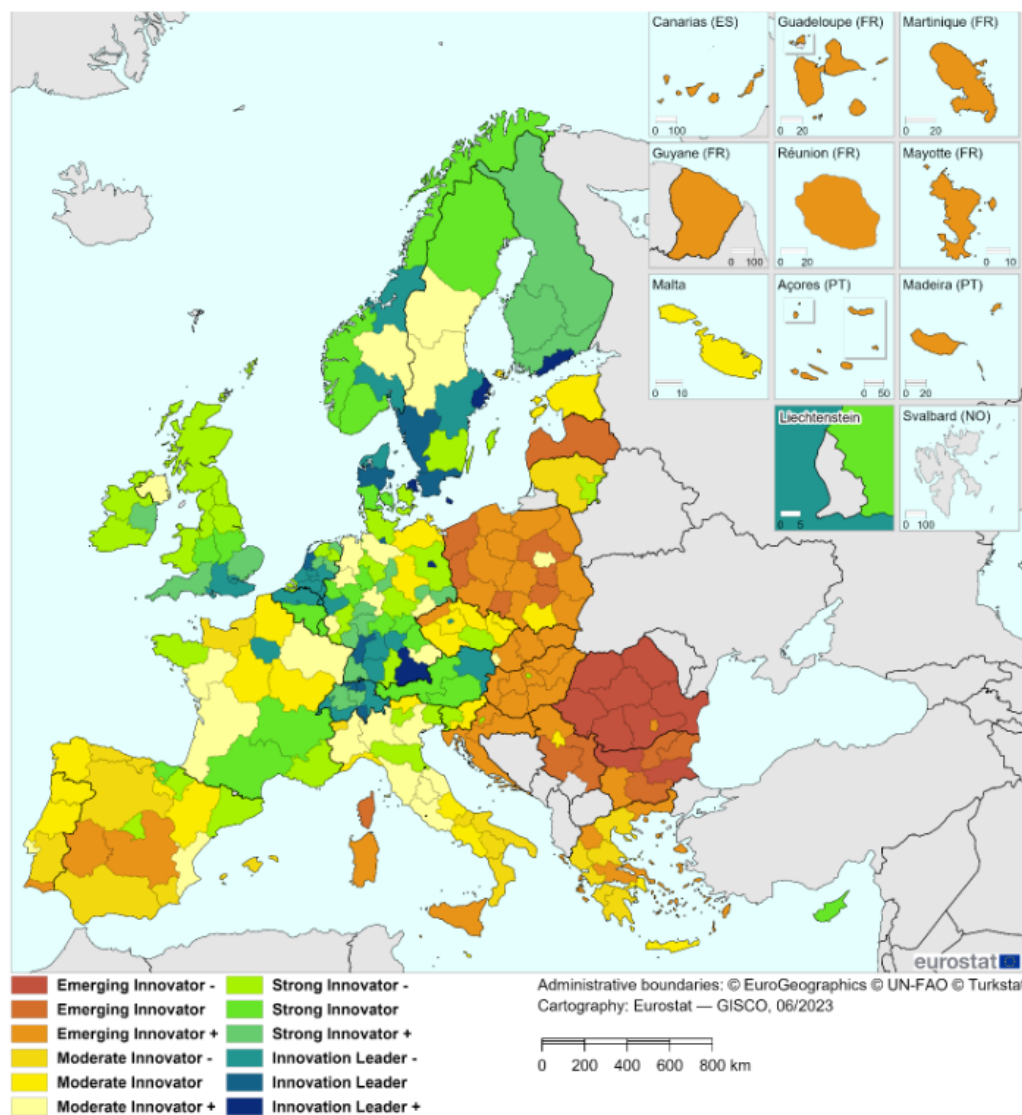 Canarias (ES)
0 100
Guadeloupe (FR)
0 20
Martinique (FR)
0 20
Guyane (FR)
0 100
Réunion (FR)
0 20
Mayotte (FR)
0 10
Malta
0 10
Açores (PT)
0 50
Madeira (PT)
0 20
Liechtenstein
0 5
Svalbard (NO)
0 100
eurostat
Emerging Innovator -
Emerging Innovator
Emerging Innovator +
Moderate Innovator -
Moderate Innovator
Moderate Innovator +
Strong Innovator -
Strong Innovator
Strong Innovator +
Innovation Leader -
Innovation Leader
Innovation Leader +
Administrative boundaries: © EuroGeographics © UN-FAO © Turkstat
Cartography: Eurostat — GISCO, 06/2023
0 200 400 600 800 km